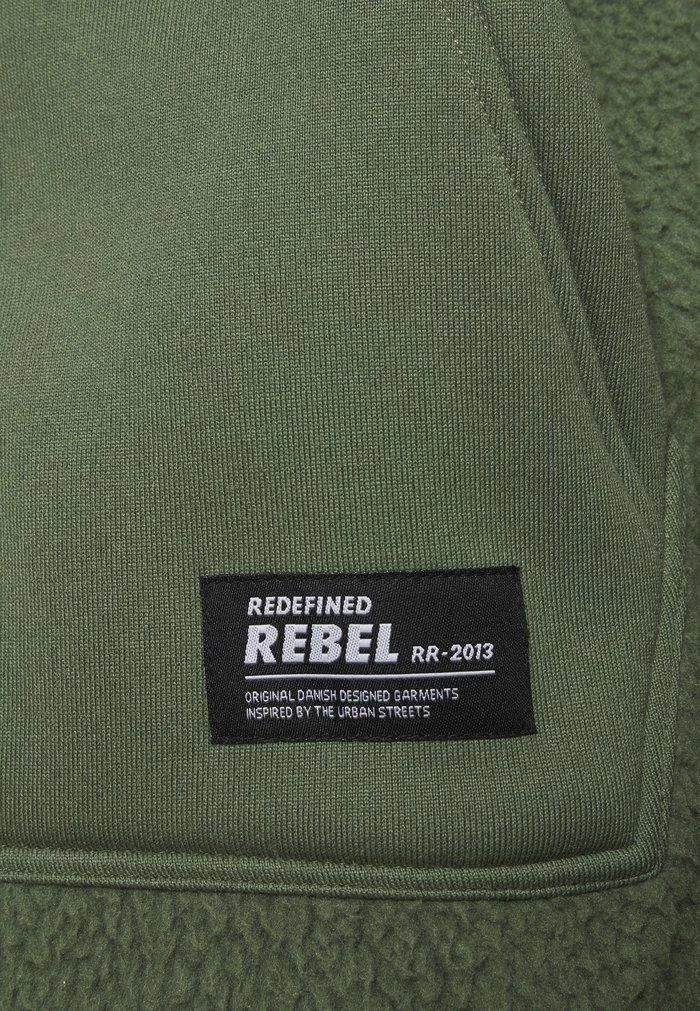 REDEFINED
REBEL RR-2013
ORIGINAL DANISH DESIGNED GARMENTS
INSPIRED BY THE URBAN STREETS